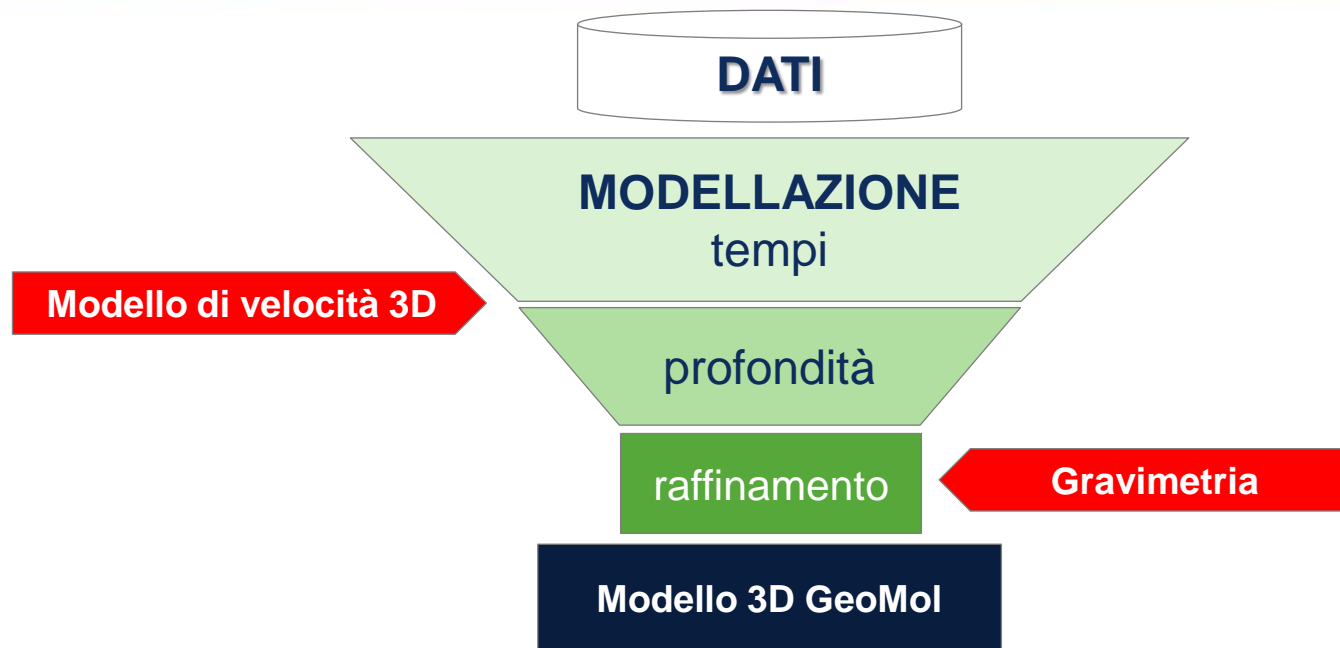 DATI
MODELLAZIONE
tempi
Modello di velocità 3D
profondità
raffinamento
Gravimetria
Modello 3D GeoMol